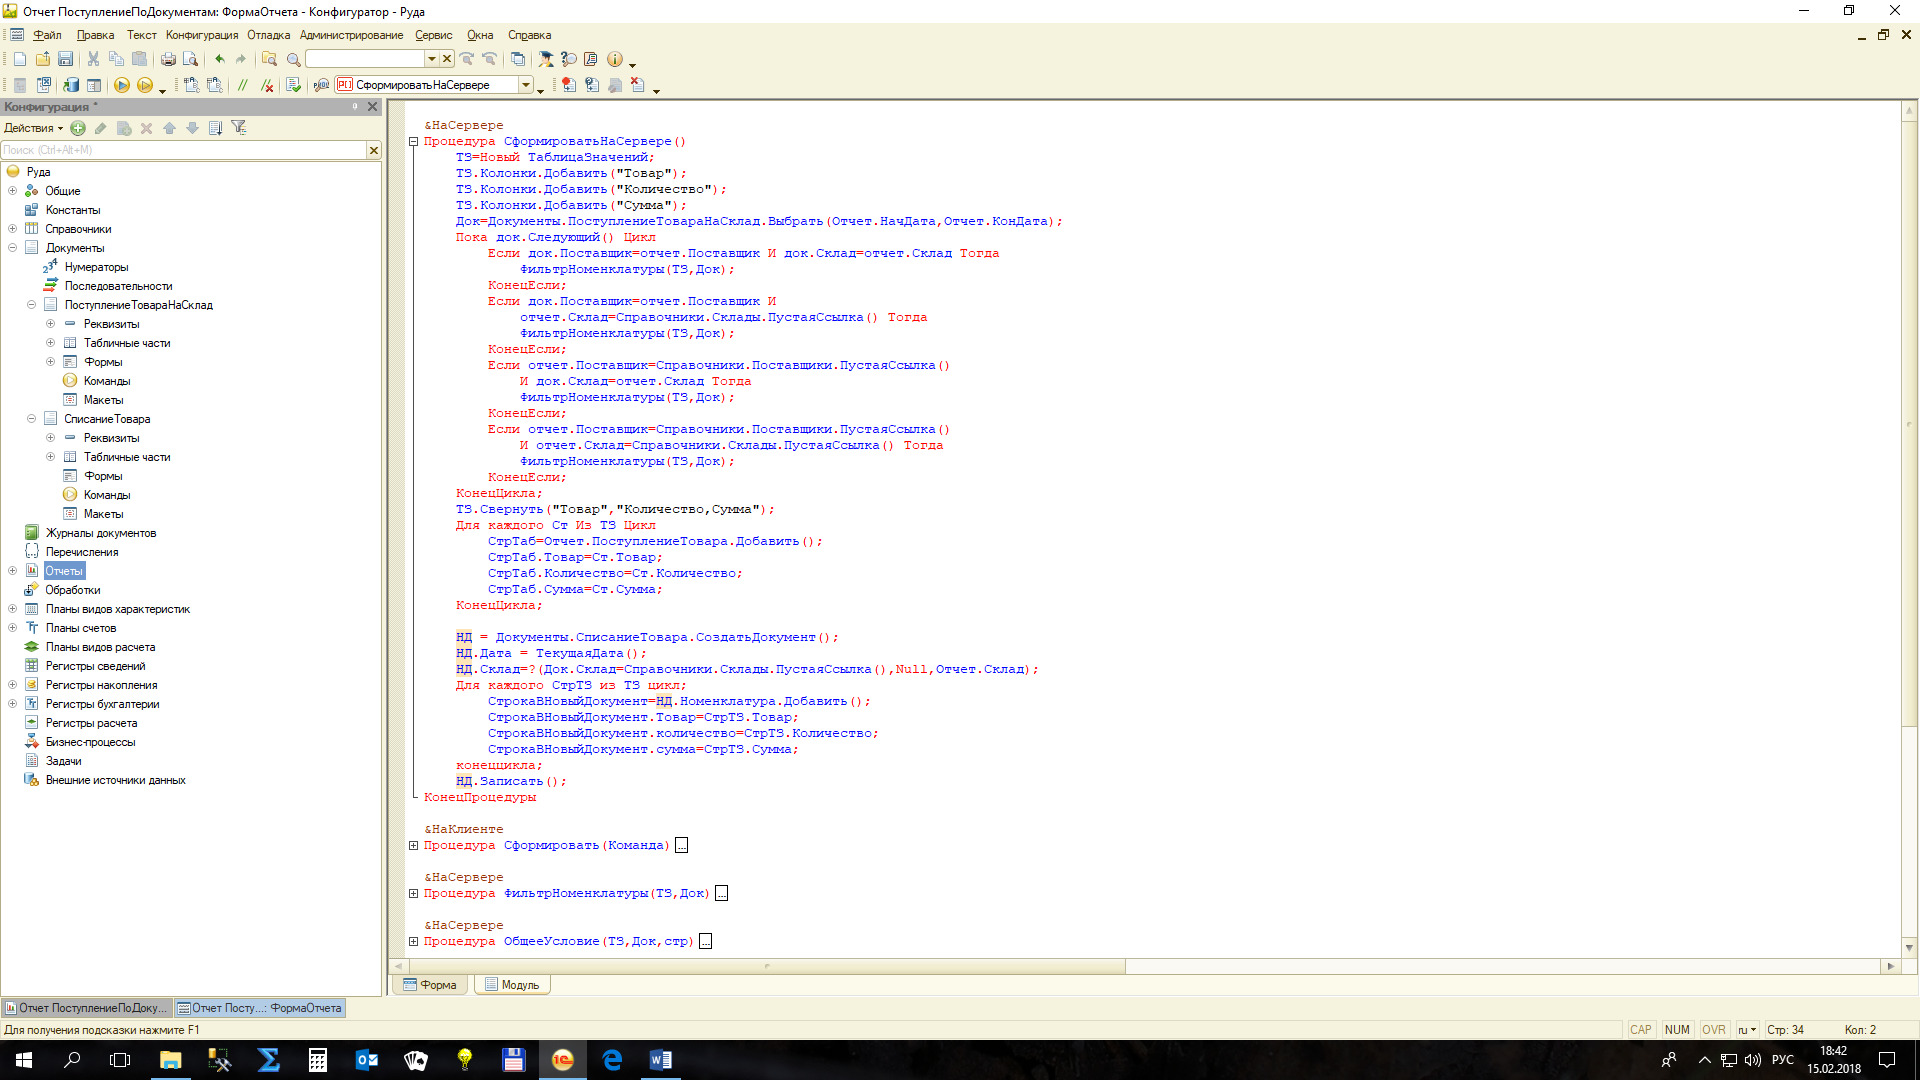 Отчет ПоступлениеПоДокументам: ФормаОтчета - Конфигуратор - Руда
Файл Правка Текст Конфигурация Отладка Администрирование Сервис Окна Справка
СформироватьНаСервере
Конфигурация *
Действия
Поиск (Ctrl+Alt+M)
Руда
Общие
Константы
Справочники
Документы
Нумераторы
Последовательности
ПоступлениеТовараНаСклад
Реквизиты
Табличные части
Формы
Команды
Макеты
СписаниеТовара
Реквизиты
Табличные части
Формы
Команды
Макеты
Журналы документов
Перечисления
Отчеты
Обработки
Планы видов характеристик
Планы счетов
Планы видов расчета
Регистры сведений
Регистры накопления
Регистры бухгалтерии
Регистры расчета
Бизнес-процессы
Задачи
Внешние источники данных
&НаСервере
Процедура СформироватьНаСервере()
ТЗ=Новый ТаблицаЗначений;
ТЗ.Колонки.Добавить("Товар");
ТЗ.Колонки.Добавить("Количество");
ТЗ.Колонки.Добавить("Сумма");
Док=Документы.ПоступлениеТовараНаСклад.Выбрать(Отчет.НачДата,Отчет.КонДата);
Пока док.Следующий() Цикл
Если док.Поставщик=отчет.Поставщик И док.Склад=отчет.Склад Тогда
ФильтрНоменклатуры(ТЗ,Док);
КонецЕсли;
Если док.Поставщик=отчет.Поставщик И
отчет.Склад=Справочники.Склады.ПустаяСсылка() Тогда
ФильтрНоменклатуры(ТЗ,Док);
КонецЕсли;
Если отчет.Поставщик=Справочники.Поставщики.ПустаяСсылка()
И док.Склад=отчет.Склад Тогда
ФильтрНоменклатуры(ТЗ,Док);
КонецЕсли;
Если отчет.Поставщик=Справочники.Поставщики.ПустаяСсылка()
И отчет.Склад=Справочники.Склады.ПустаяСсылка() Тогда
ФильтрНоменклатуры(ТЗ,Док);
КонецЕсли;
КонецЦикла;
ТЗ.Свернуть("Товар","Количество,Сумма");
Для каждого Ст Из ТЗ Цикл
СтрТаб=Отчет.ПоступлениеТовара.Добавить();
СтрТаб.Товар=Ст.Товар;
СтрТаб.Количество=Ст.Количество;
СтрТаб.Сумма=Ст.Сумма;
КонецЦикла;
НД = Документы.СписаниеТовара.СоздатьДокумент();
НД.Дата = ТекущаяДата();
НД.Склад=?(Док.Склад=Справочники.Склады.ПустаяСсылка(),Null,Отчет.Склад);
Для каждого СтрТЗ из ТЗ цикл;
СтрокаВНовыйДокумент=НД.Номенклатура.Добавить();
СтрокаВНовыйДокумент.Товар=СтрТЗ.Товар;
СтрокаВНовыйДокумент.количество=СтрТЗ.Количество;
СтрокаВНовыйДокумент.сумма=СтрТЗ.Сумма;
конеццикла;
НД.Записать();
КонецПроцедуры
&НаКлиенте
Процедура Сформировать(Команда) ...
&НаСервере
Процедура ФильтрНоменклатуры(ТЗ,Док) ...
&НаСервере
Процедура ОбщееУсловие(ТЗ,Док,стр) ...
Форма Модуль
Отчет ПоступлениеПоДоку... Отчет Посту...: ФормаОтчета
Для получения подсказки нажмите F1 CAP NUM OVR ru Стр: 34 Кол: 2
РУС 18:42
15.02.2018